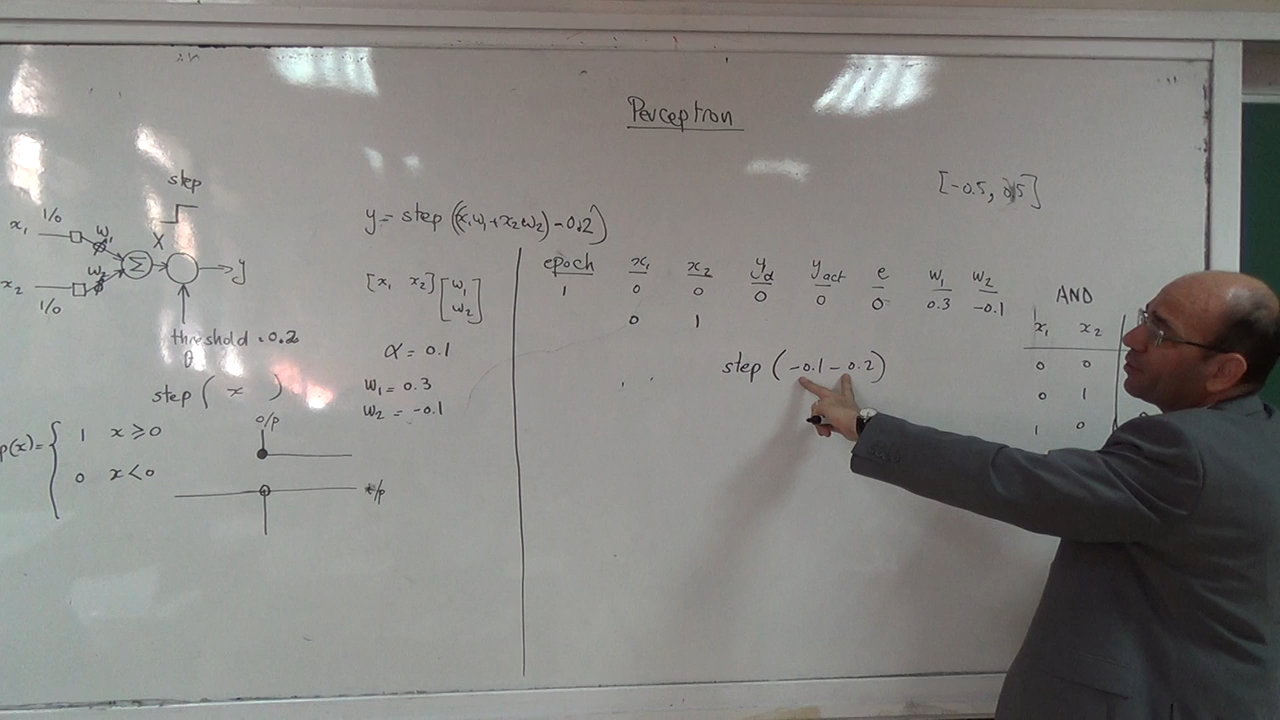 Perceptron
[-0.5, 0.5]
step
x₁ 1/0 w₁ X
Σ y
x₂ 1/0 w₂
threshold = 0.2
θ
step ( x )
p(x) = { 1 x ≥ 0
0 x < 0
o/p
i/p
y = step ((x₁w₁+x₂w₂) - 0.2)
[x₁ x₂] [w₁
w₂]
α = 0.1
w₁ = 0.3
w₂ = -0.1
epoch x₁ x₂ yd yact e w₁ w₂
1 0 0 0 0 0 0.3 -0.1
0 1
step (-0.1-0.2)
AND
x₁ x₂
0 0
0 1
1 0